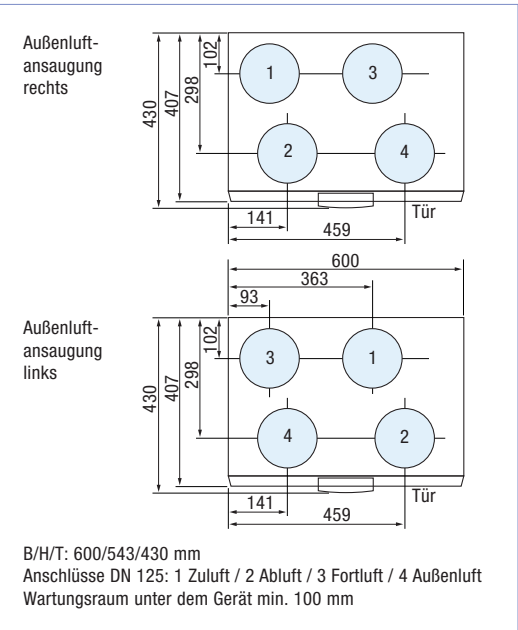 Außenluft-
ansaugung
rechts
430
407
298
102
1
3
2
4
Tür
141
459
600
363
93
Außenluft-
ansaugung
links
430
407
298
102
3
1
4
2
Tür
141
459
B/H/T: 600/543/430 mm
Anschlüsse DN 125: 1 Zuluft / 2 Abluft / 3 Fortluft / 4 Außenluft
Wartungsraum unter dem Gerät min. 100 mm